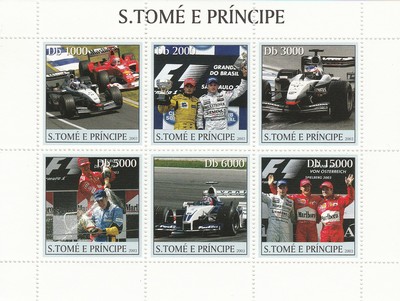 S.TOMÉ E PRÍNCIPE
Db 1000
S.TOMÉ E PRÍNCIPE 2003
Db 2000
GRANDE
DO BRASIL
SÃO PAULO
S.TOMÉ E PRÍNCIPE 2003
Db 3000
S.TOMÉ E PRÍNCIPE 2003
Db 5000
S.TOMÉ E PRÍNCIPE 2003
Db 6000
S.TOMÉ E PRÍNCIPE 2003
Db 15000
VON ÖSTERREICH
SPIELBERG 2003
Marlboro Marlboro
S.TOMÉ E PRÍNCIPE 2003